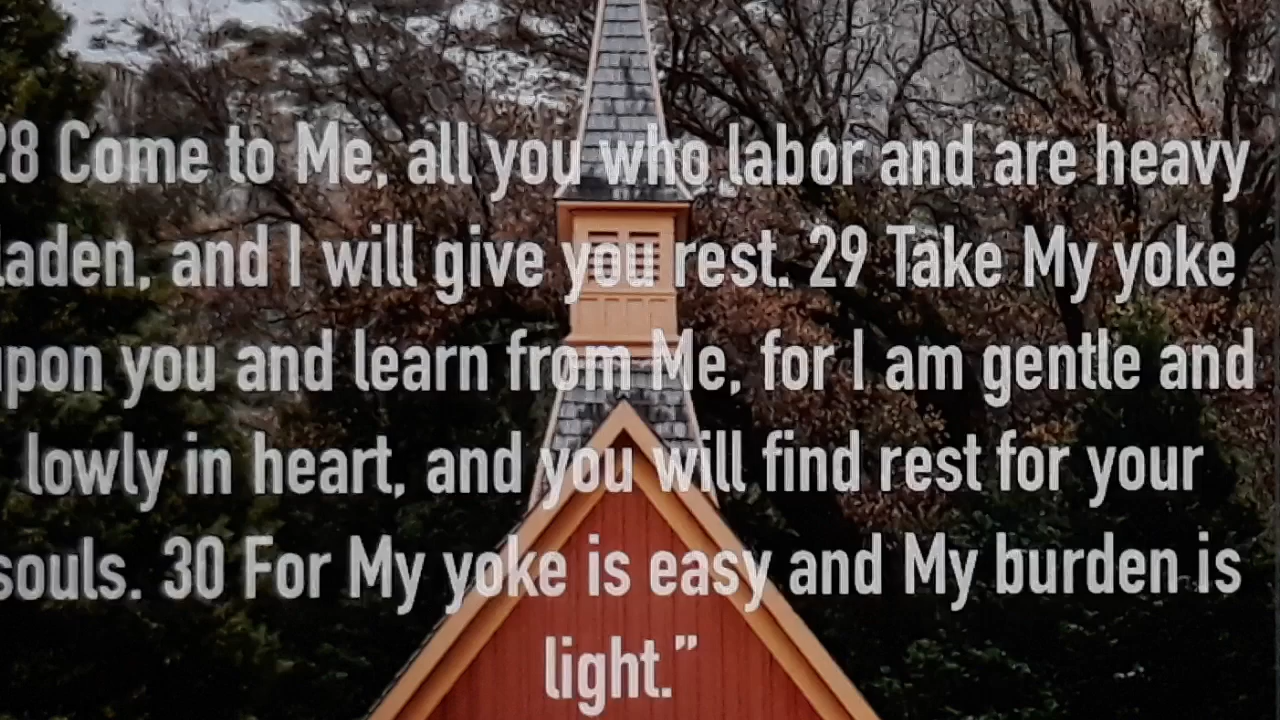 28 Come to Me, all you who labor and are heavy
laden, and I will give you rest. 29 Take My yoke
upon you and learn from Me, for I am gentle and
lowly in heart, and you will find rest for your
souls. 30 For My yoke is easy and My burden is
light.”